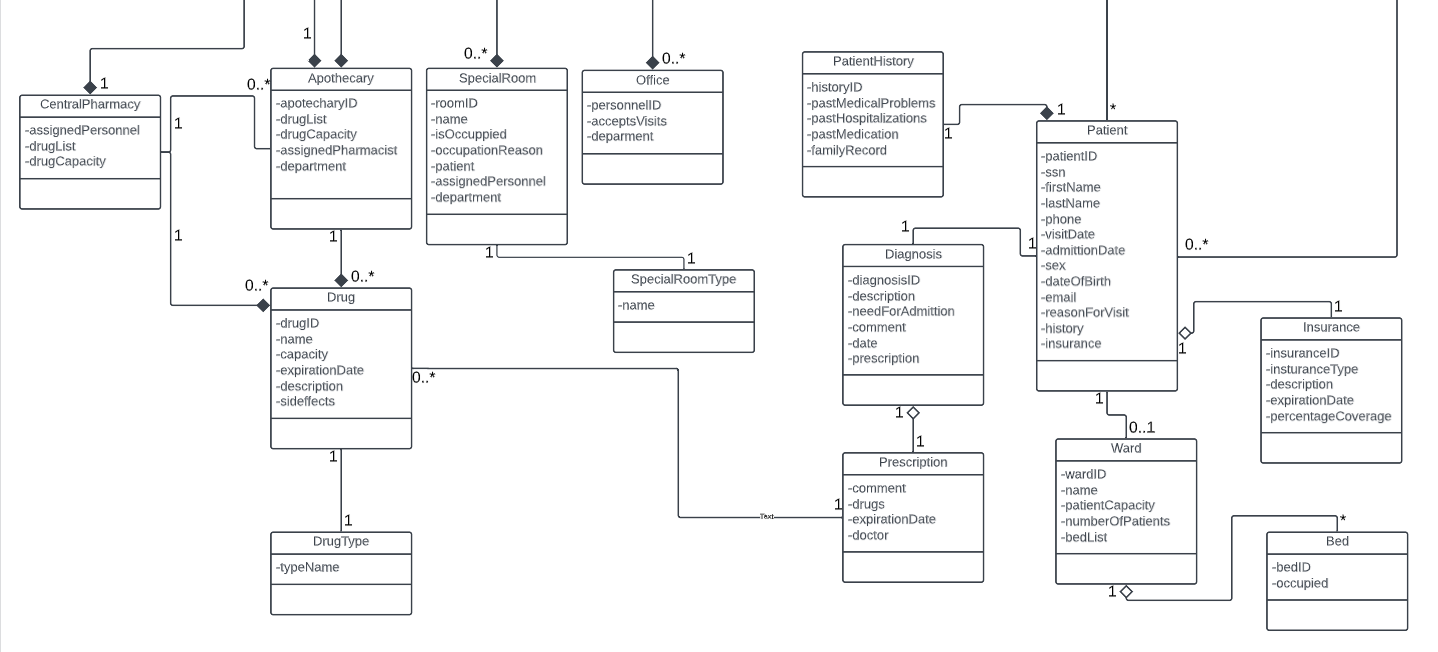 1
0..*
0..*
1
CentralPharmacy
-assignedPersonnel
-drugList
-drugCapacity
1
1
0..*
0..*
Apothecary
-apotecharyID
-drugList
-drugCapacity
-assignedPharmacist
-department
1
0..*
SpecialRoom
-roomID
-name
-isOccuppied
-occupationReason
-patient
-assignedPersonnel
-department
1
1
Office
-personnelID
-acceptsVisits
-deparment
SpecialRoomType
-name
Drug
-drugID
-name
-capacity
-expirationDate
-description
-sideffects
0..*
1
1
DrugType
-typeName
PatientHistory
-historyID
-pastMedicalProblems
-pastHospitalizations
-pastMedication
-familyRecord
1
1
*
Patient
-patientID
-ssn
-firstName
-lastName
-phone
-visitDate
-admittionDate
-sex
-dateOfBirth
-email
-reasonForVisit
-history
-insurance
0..*
1
1
Diagnosis
-diagnosisID
-description
-needForAdmittion
-comment
-date
-prescription
1
1
Text
1
Prescription
-comment
-drugs
-expirationDate
-doctor
1
1
Insurance
-insuranceID
-insturanceType
-description
-expirationDate
-percentageCoverage
1
0..1
Ward
-wardID
-name
-patientCapacity
-numberOfPatients
-bedList
1
*
Bed
-bedID
-occupied